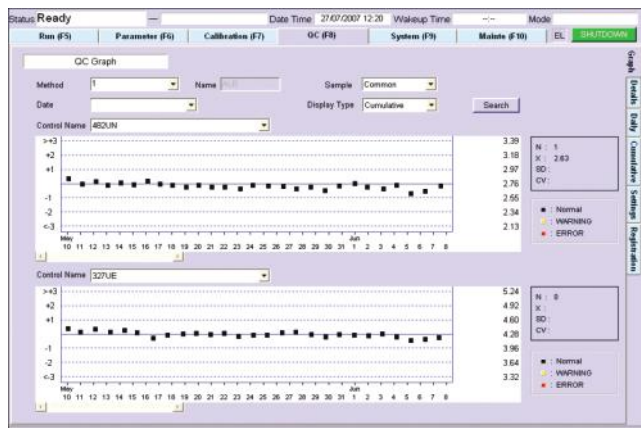 Status Ready — Date Time 27/07/2007 12:20 Wakeup Time --:-- Mode
Run (F5) Parameter (F6) Calibration (F7) QC (F8) System (F9) Mainte (F10) EL SHUTDOWN
QC Graph
Method 1 Name ALB Sample Common
Date Display Type Cumulative Search
Control Name 482UN
>+3 3.39
+2 3.18
+1 2.97
2.76
-1 2.55
-2 2.34
<-3 2.13
N : 1
X : 2.63
SD :
CV :
■ : Normal
: WARNING
: ERROR
May Jun
10 11 12 13 14 15 16 17 18 19 20 21 22 23 24 25 26 27 28 29 30 31 1 2 3 4 5 6 7 8
Control Name 327UE
>+3 5.24
+2 4.92
+1 4.60
4.28
-1 3.96
-2 3.64
<-3 3.32
N : 0
X :
SD :
CV :
■ : Normal
: WARNING
: ERROR
May Jun
10 11 12 13 14 15 16 17 18 19 20 21 22 23 24 25 26 27 28 29 30 31 1 2 3 4 5 6 7 8
Graph
Details
Daily
Cumulative
Settings
Registration